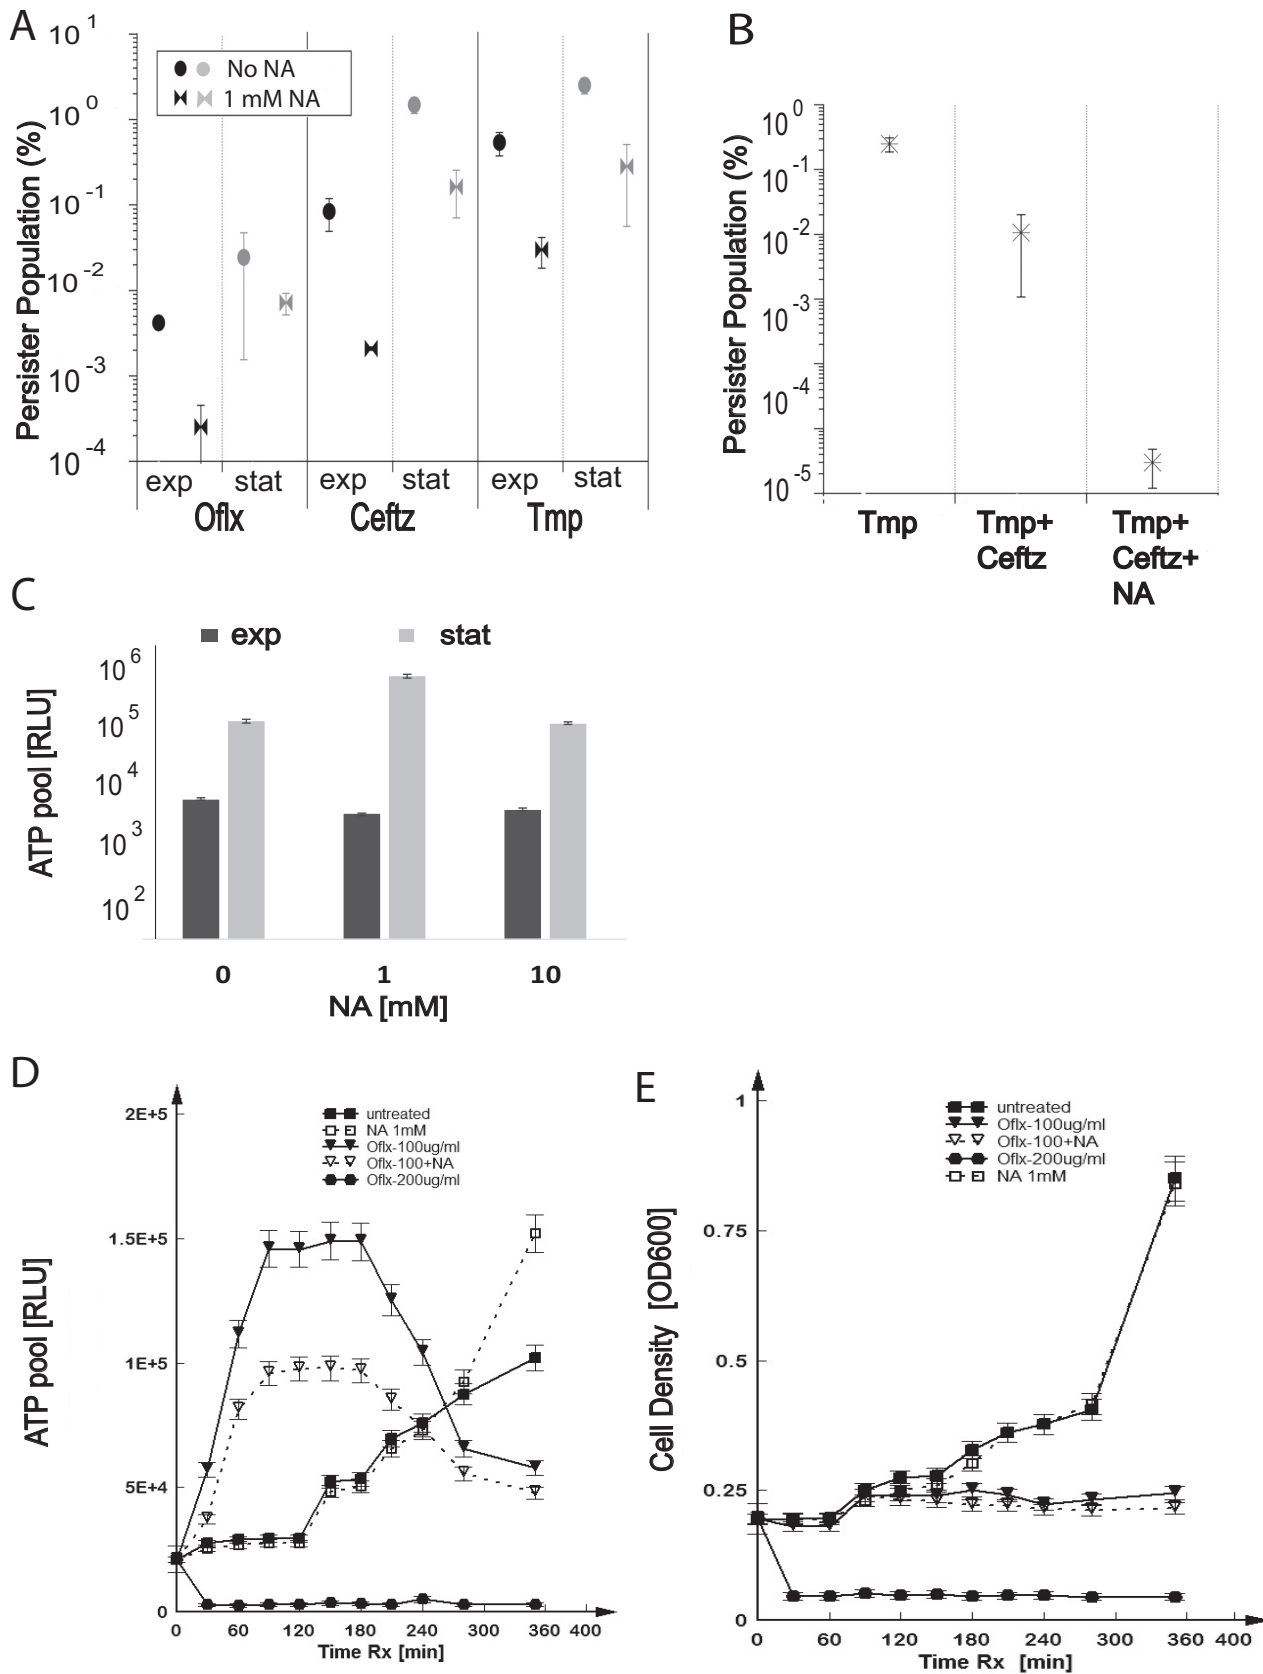 A
10 1
10 0
10 -1
10 -2
10 -3
10 -4
Persister Population (%)
No NA
1 mM NA
exp stat exp stat exp stat
Oflx Ceftz Tmp
B
10 0
10 -1
10 -2
10 -3
10 -4
10 -5
Persister Population (%)
Tmp
Tmp+
Ceftz
Tmp+
Ceftz+
NA
C
exp stat
10 6
10 5
10 4
10 3
10 2
ATP pool [RLU]
0 1 10
NA [mM]
D
untreated
NA 1mM
Oflx-100ug/ml
Oflx-100+NA
Oflx-200ug/ml
2E+5
1.5E+5
1E+5
5E+4
0
ATP pool [RLU]
0 60 120 180 240 300 360 400
Time Rx [min]
E
untreated
Oflx-100ug/ml
Oflx-100+NA
Oflx-200ug/ml
NA 1mM
1
0.75
0.5
0.25
0
Cell Density [OD600]
0 60 120 180 240 300 360 400
Time Rx [min]